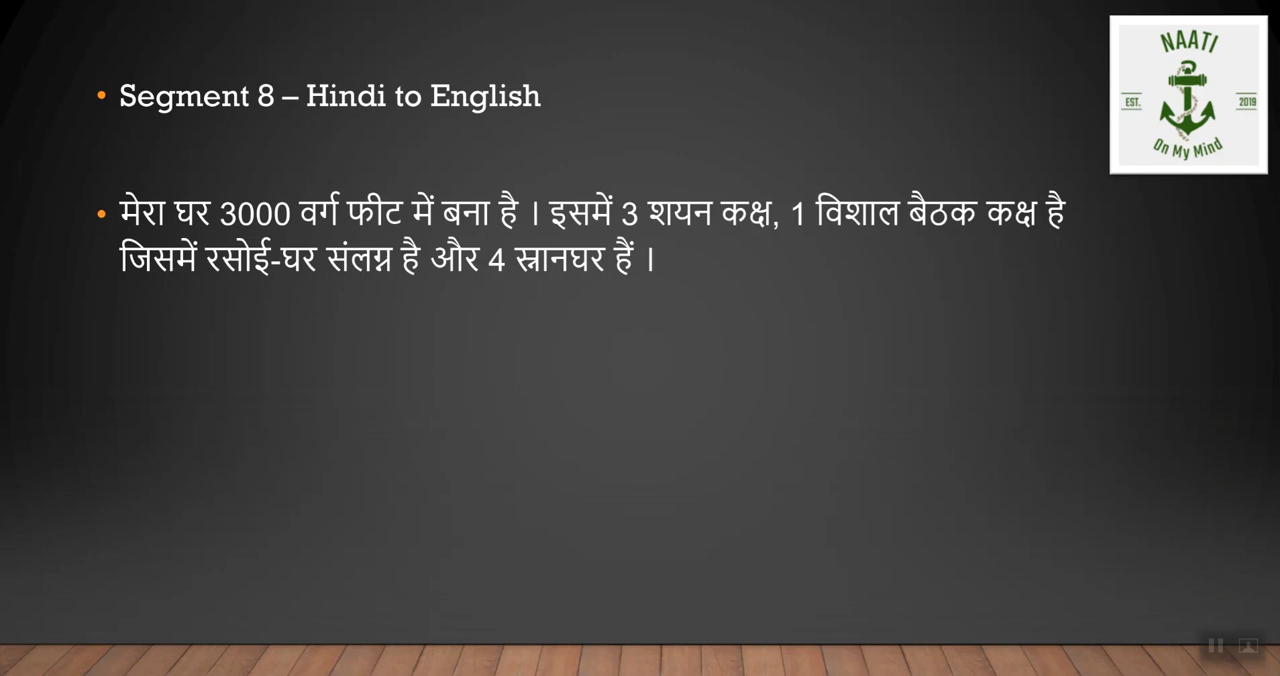 Segment 8 – Hindi to English
मेरा घर 3000 वर्ग फीट में बना है । इसमें 3 शयन कक्ष, 1 विशाल बैठक कक्ष है
जिसमें रसोई-घर संलग्न है और 4 स्नानघर हैं ।
NAATI
EST. 2019
On My Mind